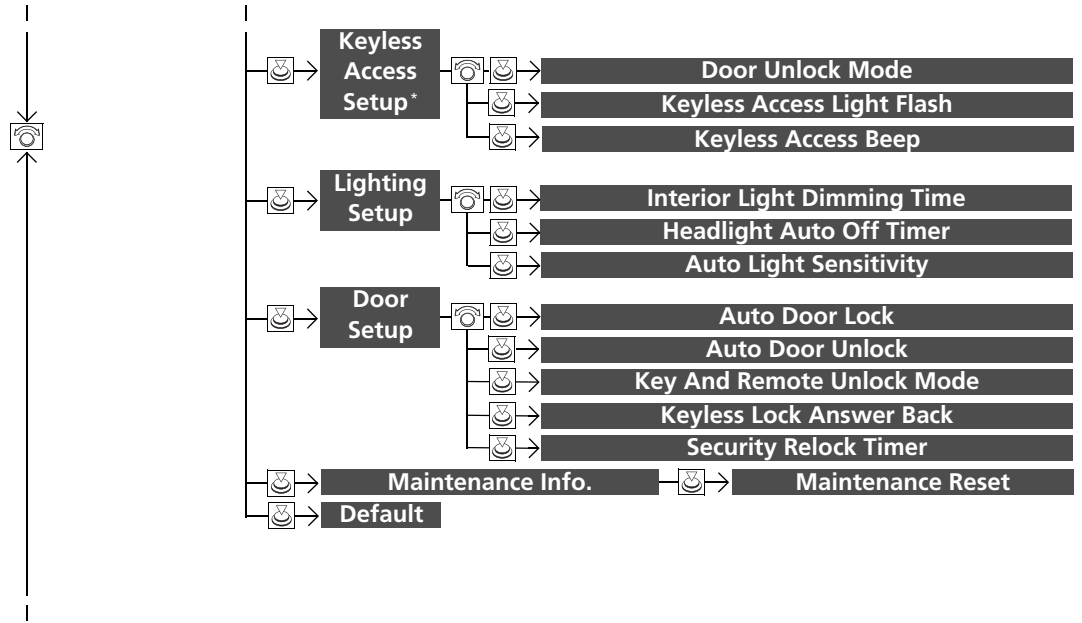 Keyless
Access
Setup*
Door Unlock Mode
Keyless Access Light Flash
Keyless Access Beep
Lighting
Setup
Interior Light Dimming Time
Headlight Auto Off Timer
Auto Light Sensitivity
Door
Setup
Auto Door Lock
Auto Door Unlock
Key And Remote Unlock Mode
Keyless Lock Answer Back
Security Relock Timer
Maintenance Info.
Maintenance Reset
Default